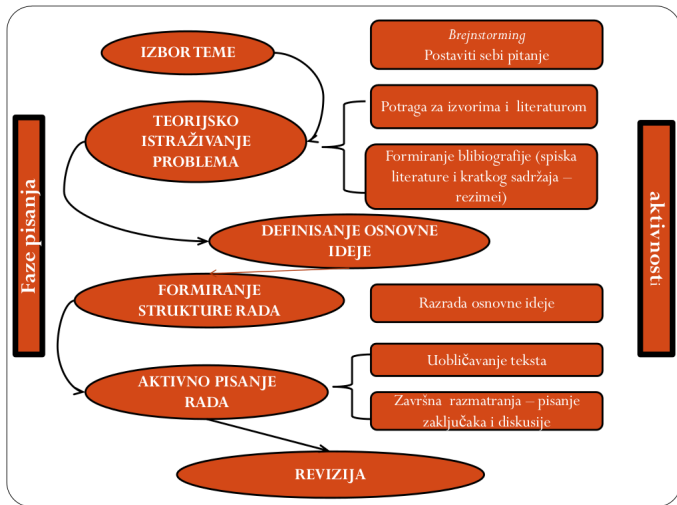 Faze pisanja
IZBOR TEME
Brejnstorming
Postaviti sebi pitanje
TEORIJSKO
ISTRAŽIVANJE
PROBLEMA
Potraga za izvorima i literaturom
Formiranje blibiografije (spiska
literature i kratkog sadržaja –
rezimei)
DEFINISANJE OSNOVNE
IDEJE
FORMIRANJE
STRUKTURE RADA
Razrada osnovne ideje
AKTIVNO PISANJE
RADA
Uobličavanje teksta
Završna razmatranja – pisanje
zaključaka i diskusije
REVIZIJA
aktivnosti